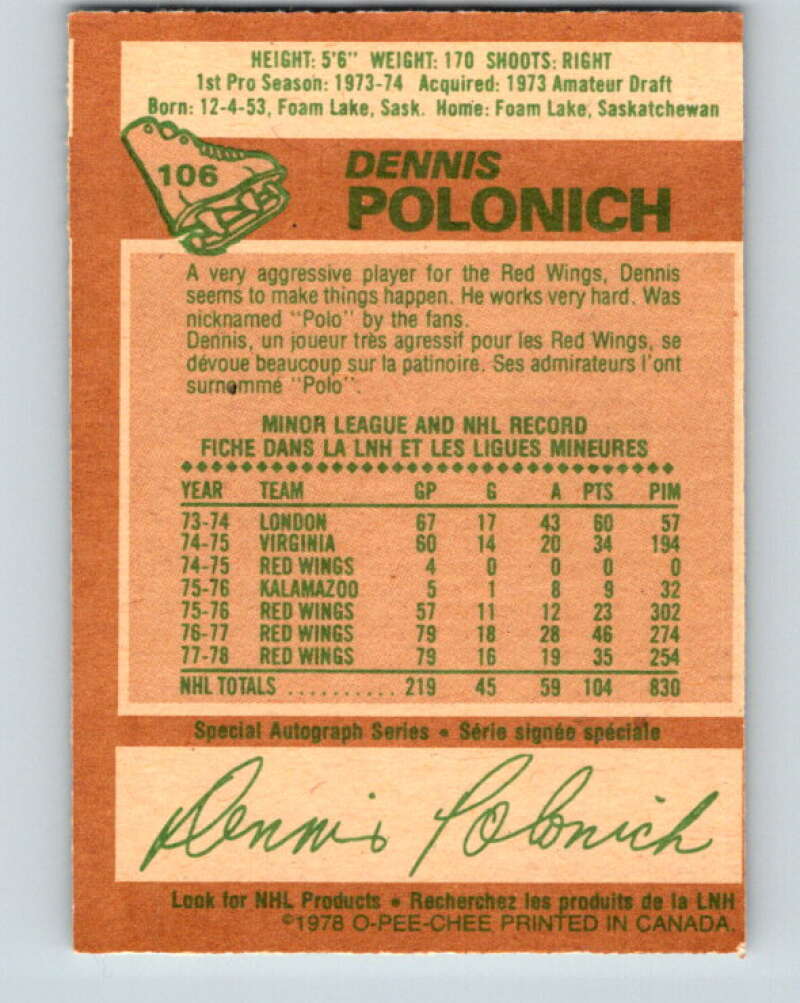 HEIGHT: 5'6" WEIGHT: 170 SHOOTS: RIGHT
1st Pro Season: 1973-74 Acquired: 1973 Amateur Draft
Born: 12-4-53, Foam Lake, Sask. Home: Foam Lake, Saskatchewan
106
DENNIS
POLONICH
A very aggressive player for the Red Wings, Dennis
seems to make things happen. He works very hard. Was
nicknamed "Polo" by the fans.
Dennis, un joueur très agressif pour les Red Wings, se
dévoue beaucoup sur la patinoire. Ses admirateurs l'ont
surnommé "Polo".
MINOR LEAGUE AND NHL RECORD
FICHE DANS LA LNH ET LES LIGUES MINEURES
YEAR TEAM GP G A PTS PIM
73-74 LONDON 67 17 43 60 57
74-75 VIRGINIA 60 14 20 34 194
74-75 RED WINGS 4 0 0 0 0
75-76 KALAMAZOO 5 1 8 9 32
75-76 RED WINGS 57 11 12 23 302
76-77 RED WINGS 79 18 28 46 274
77-78 RED WINGS 79 16 19 35 254
NHL TOTALS .......... 219 45 59 104 830
Special Autograph Series • Série signée spéciale
Dennis Polonich
Look for NHL Products • Recherchez les produits de la LNH
©1978 O-PEE-CHEE PRINTED IN CANADA.